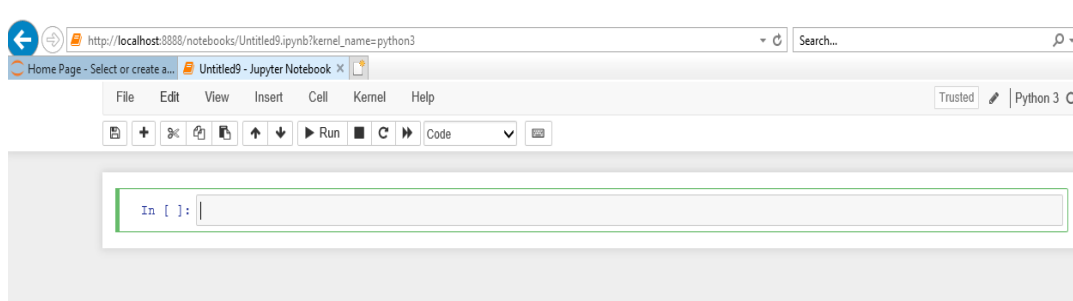 http://localhost:8888/notebooks/Untitled9.ipynb?kernel_name=python3 Search...
Home Page - Select or create a... Untitled9 - Jupyter Notebook
File Edit View Insert Cell Kernel Help Trusted Python 3
Run Code
In [ ]: